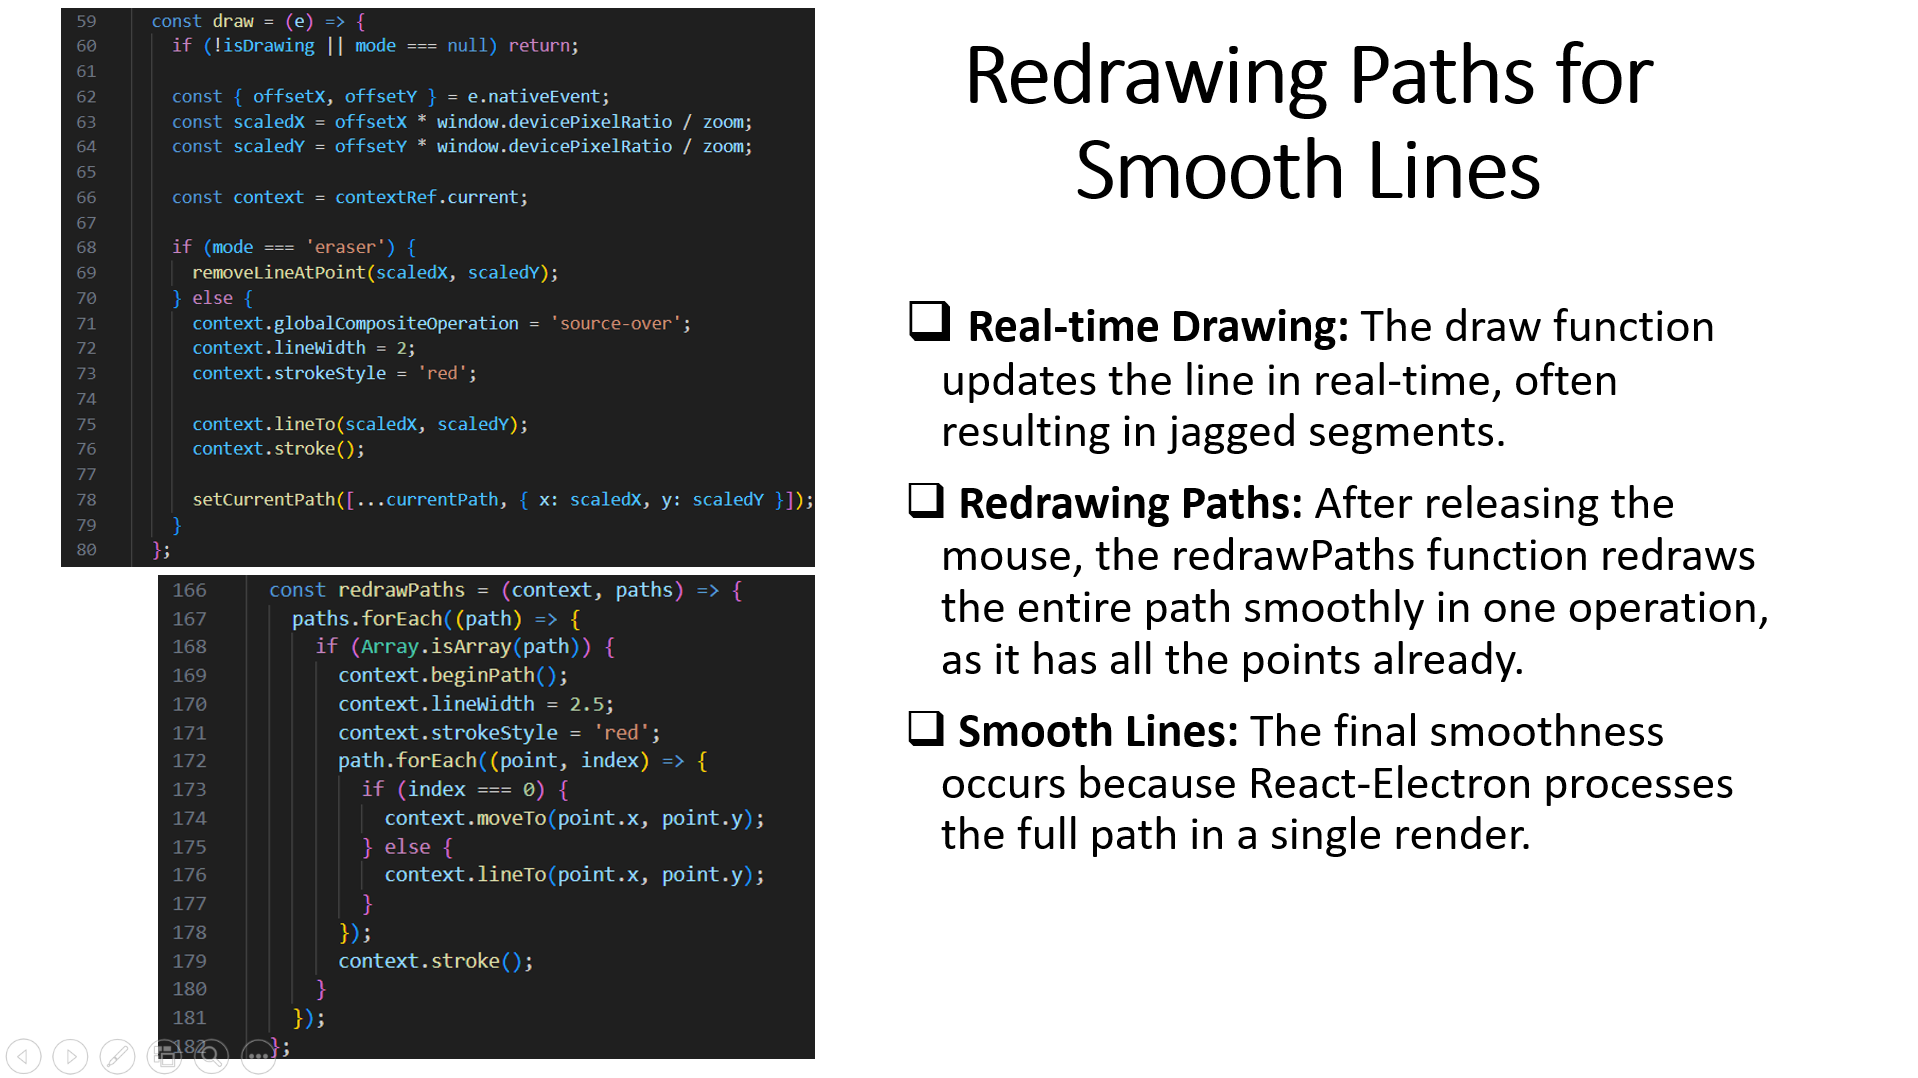 59 const draw = (e) => {
60 if (!isDrawing || mode === null) return;
61
62 const { offsetX, offsetY } = e.nativeEvent;
63 const scaledX = offsetX * window.devicePixelRatio / zoom;
64 const scaledY = offsetY * window.devicePixelRatio / zoom;
65
66 const context = contextRef.current;
67
68 if (mode === 'eraser') {
69 removeLineAtPoint(scaledX, scaledY);
70 } else {
71 context.globalCompositeOperation = 'source-over';
72 context.lineWidth = 2;
73 context.strokeStyle = 'red';
74
75 context.lineTo(scaledX, scaledY);
76 context.stroke();
77
78 setCurrentPath([...currentPath, { x: scaledX, y: scaledY }]);
79 }
80 };
166 const redrawPaths = (context, paths) => {
167 paths.forEach((path) => {
168 if (Array.isArray(path)) {
169 context.beginPath();
170 context.lineWidth = 2.5;
171 context.strokeStyle = 'red';
172 path.forEach((point, index) => {
173 if (index === 0) {
174 context.moveTo(point.x, point.y);
175 } else {
176 context.lineTo(point.x, point.y);
177 }
178 });
179 context.stroke();
180 }
181 });
182 };
Redrawing Paths for
Smooth Lines
Real-time Drawing: The draw function
updates the line in real-time, often
resulting in jagged segments.
Redrawing Paths: After releasing the
mouse, the redrawPaths function redraws
the entire path smoothly in one operation,
as it has all the points already.
Smooth Lines: The final smoothness
occurs because React-Electron processes
the full path in a single render.